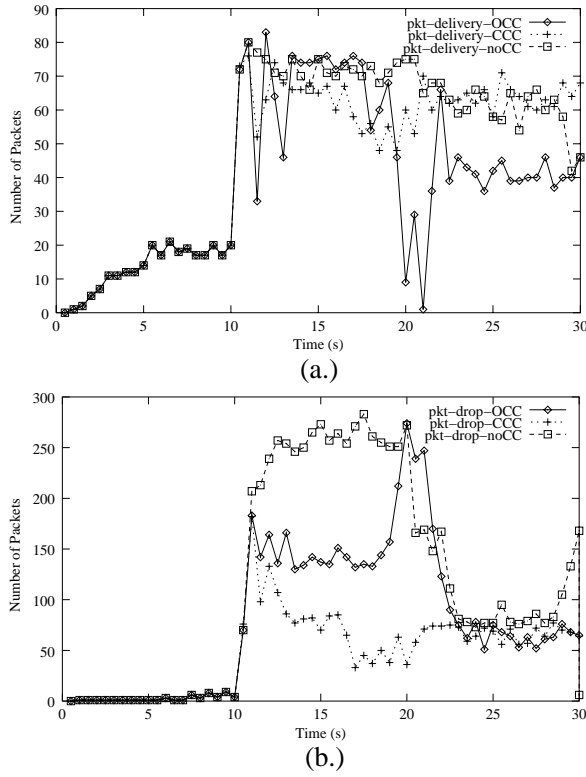 90
80
70
60
50
40
30
20
10
0
Number of Packets
pkt-delivery-OCC
pkt-delivery-CCC
pkt-delivery-noCC
0 5 10 15 20 25 30
Time (s)
(a.)
300
250
200
150
100
50
0
Number of Packets
pkt-drop-OCC
pkt-drop-CCC
pkt-drop-noCC
0 5 10 15 20 25 30
Time (s)
(b.)